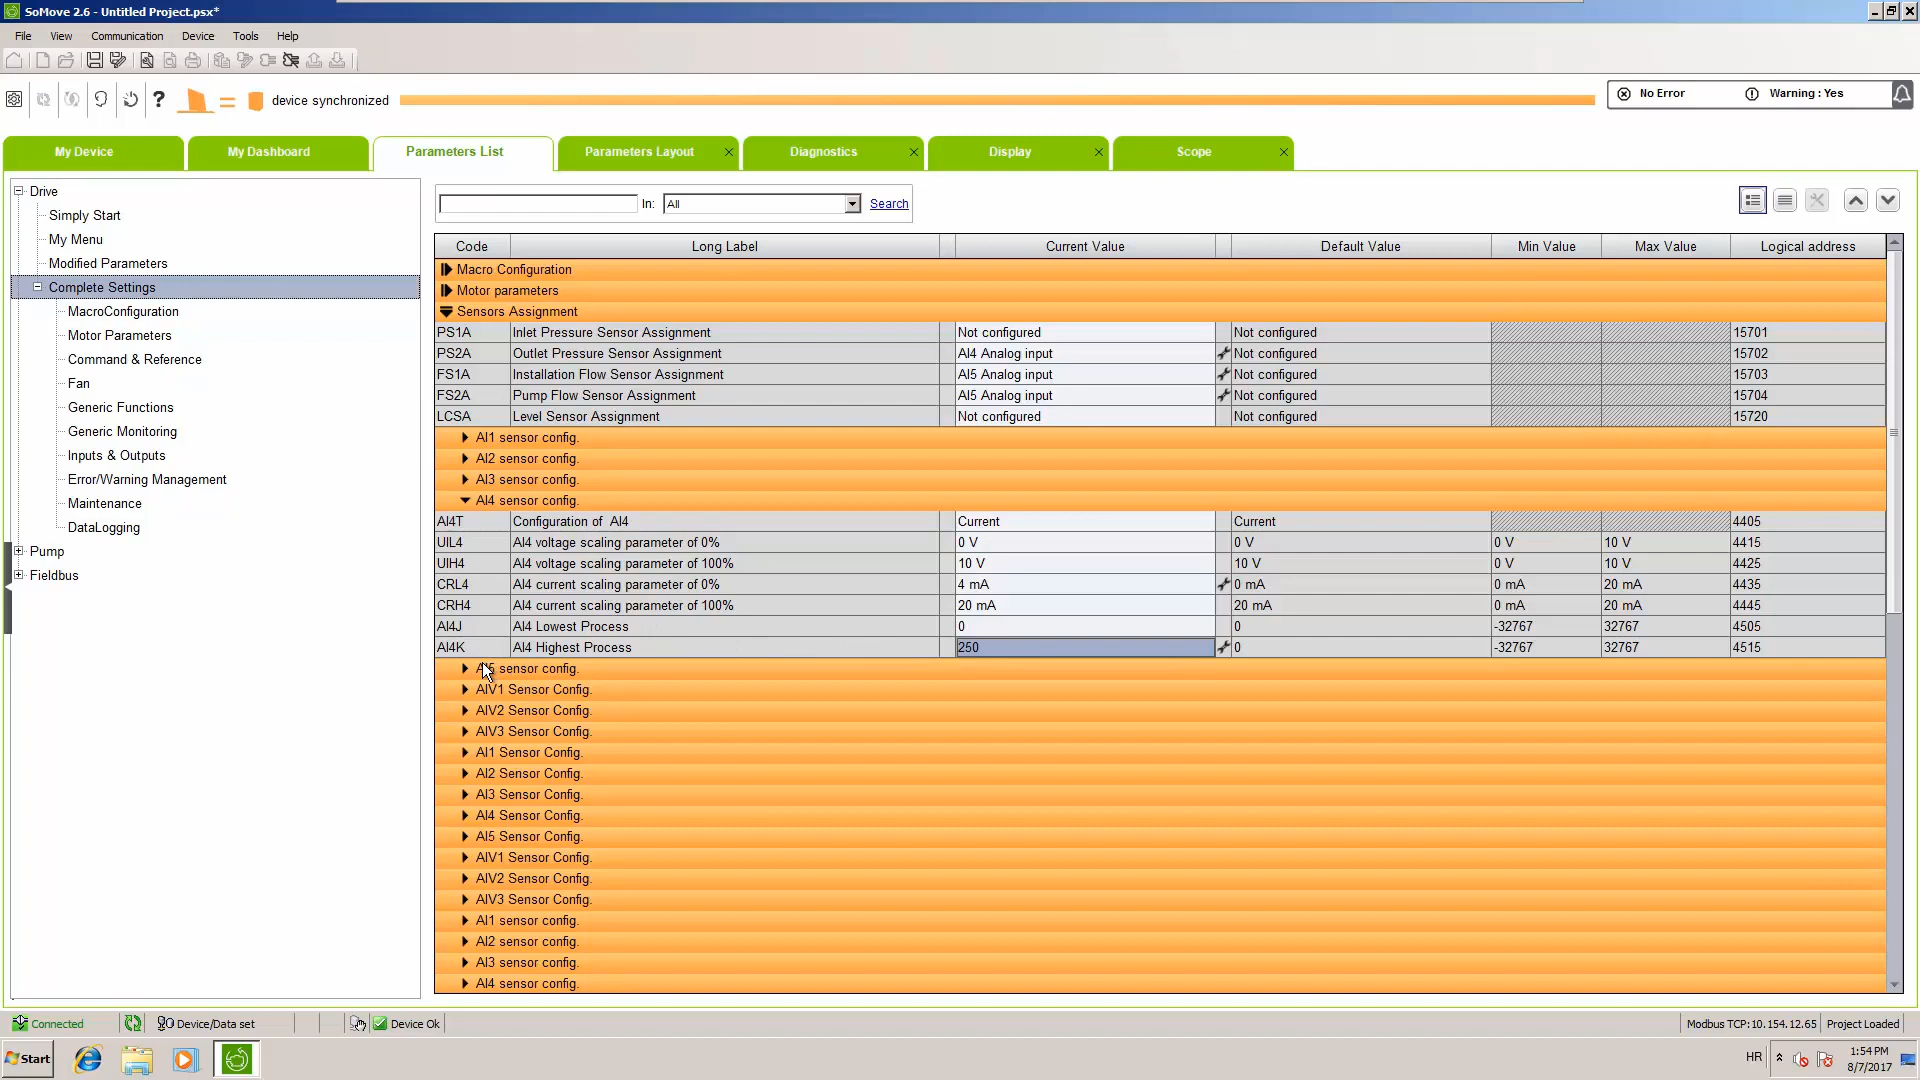 SoMove 2.6 - Untitled Project.psx*
File View Communication Device Tools Help
? = device synchronized
No Error Warning : Yes
My Device My Dashboard Parameters List Parameters Layout Diagnostics Display Scope
Drive
Simply Start
My Menu
Modified Parameters
Complete Settings
MacroConfiguration
Motor Parameters
Command & Reference
Fan
Generic Functions
Generic Monitoring
Inputs & Outputs
Error/Warning Management
Maintenance
DataLogging
Pump
Fieldbus
In: All Search
Code Long Label Current Value Default Value Min Value Max Value Logical address
Macro Configuration
Motor parameters
Sensors Assignment
PS1A Inlet Pressure Sensor Assignment Not configured Not configured 15701
PS2A Outlet Pressure Sensor Assignment AI4 Analog input Not configured 15702
FS1A Installation Flow Sensor Assignment AI5 Analog input Not configured 15703
FS2A Pump Flow Sensor Assignment AI5 Analog input Not configured 15704
LCSA Level Sensor Assignment Not configured Not configured 15720
AI1 sensor config.
AI2 sensor config.
AI3 sensor config.
AI4 sensor config.
AI4T Configuration of AI4 Current Current 4405
UIL4 AI4 voltage scaling parameter of 0% 0 V 0 V 0 V 10 V 4415
UIH4 AI4 voltage scaling parameter of 100% 10 V 10 V 0 V 10 V 4425
CRL4 AI4 current scaling parameter of 0% 4 mA 0 mA 0 mA 20 mA 4435
CRH4 AI4 current scaling parameter of 100% 20 mA 20 mA 0 mA 20 mA 4445
AI4J AI4 Lowest Process 0 0 -32767 32767 4505
AI4K AI4 Highest Process 250 0 -32767 32767 4515
AI5 sensor config.
AIV1 Sensor Config.
AIV2 Sensor Config.
AIV3 Sensor Config.
AI1 Sensor Config.
AI2 Sensor Config.
AI3 Sensor Config.
AI4 Sensor Config.
AI5 Sensor Config.
AIV1 Sensor Config.
AIV2 Sensor Config.
AIV3 Sensor Config.
AI1 sensor config.
AI2 sensor config.
AI3 sensor config.
AI4 sensor config.
Connected Device/Data set Device Ok Modbus TCP:10.154.12.65 Project Loaded
Start HR 1:54 PM
8/7/2017